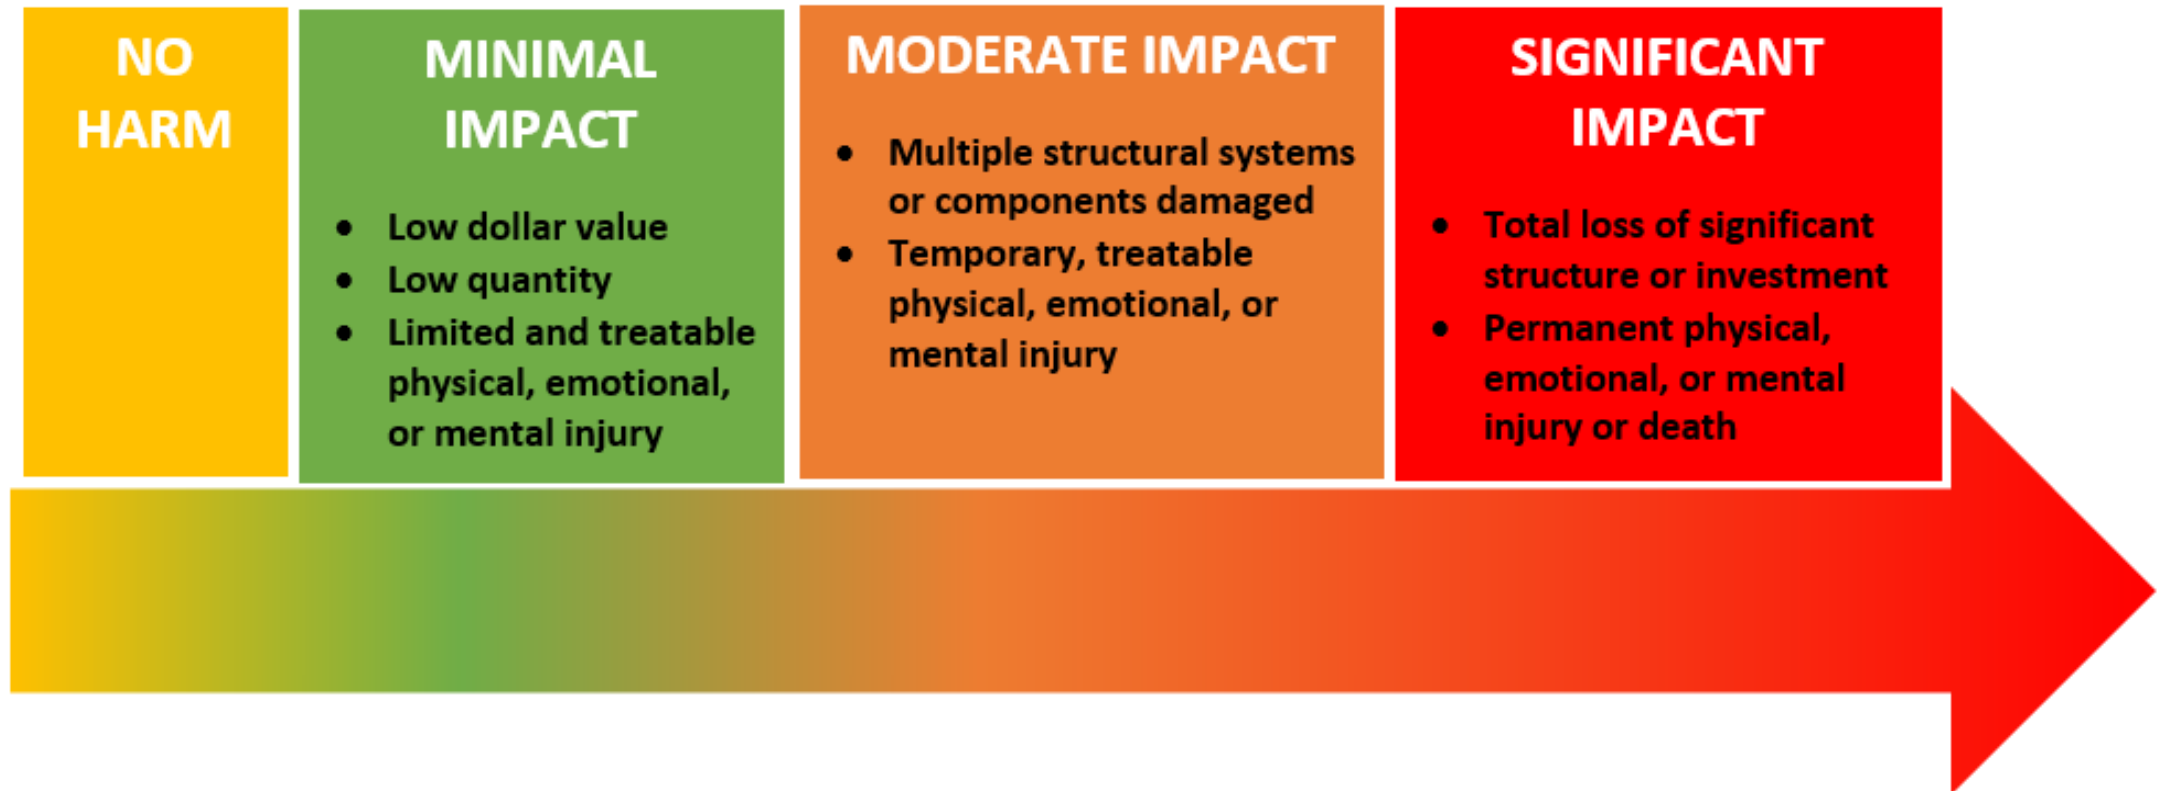 NO
HARM
MINIMAL
IMPACT
• Low dollar value
• Low quantity
• Limited and treatable
physical, emotional,
or mental injury
MODERATE IMPACT
• Multiple structural systems
or components damaged
• Temporary, treatable
physical, emotional, or
mental injury
SIGNIFICANT
IMPACT
• Total loss of significant
structure or investment
• Permanent physical,
emotional, or mental
injury or death